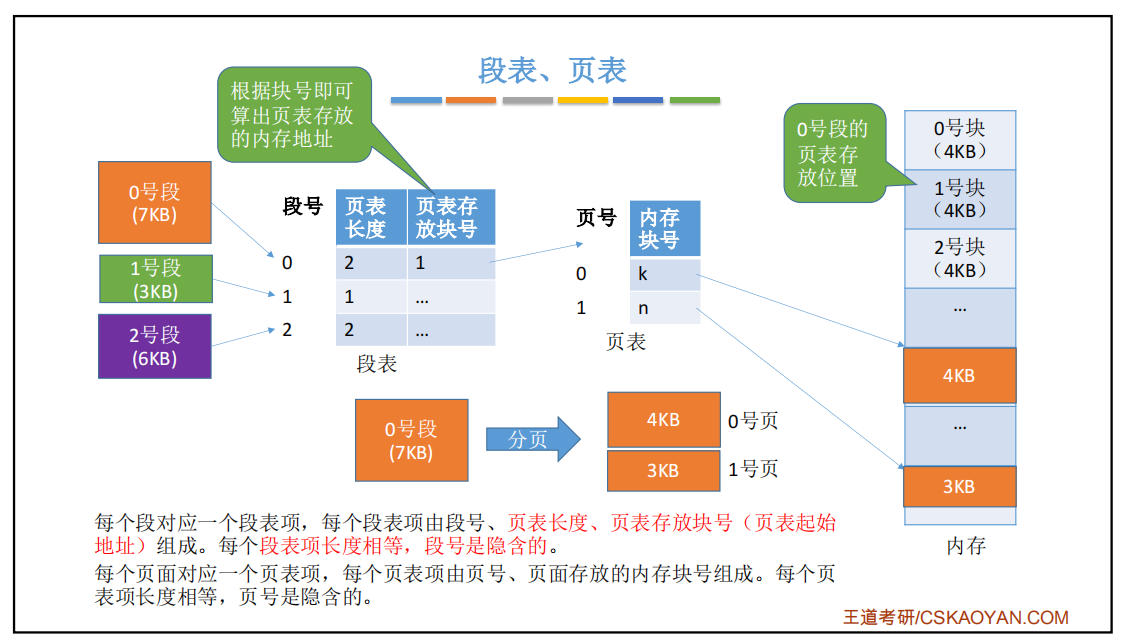 段表、页表
根据块号即可
算出页表存放
的内存地址
0号段的
页表存
放位置
0号段
(7KB)
1号段
(3KB)
2号段
(6KB)
段号 页表长度 页表存放块号
0 2 1
1 1 ...
2 2 ...
段表
页号 内存块号
0 k
1 n
页表
0号块
（4KB）
1号块
（4KB）
2号块
（4KB）
...
4KB
...
3KB
内存
0号段
(7KB)
分页
4KB 0号页
3KB 1号页
每个段对应一个段表项，每个段表项由段号、页表长度、页表存放块号（页表起始
地址）组成。每个段表项长度相等，段号是隐含的。
每个页面对应一个页表项，每个页表项由页号、页面存放的内存块号组成。每个页
表项长度相等，页号是隐含的。
王道考研/CSKAOYAN.COM